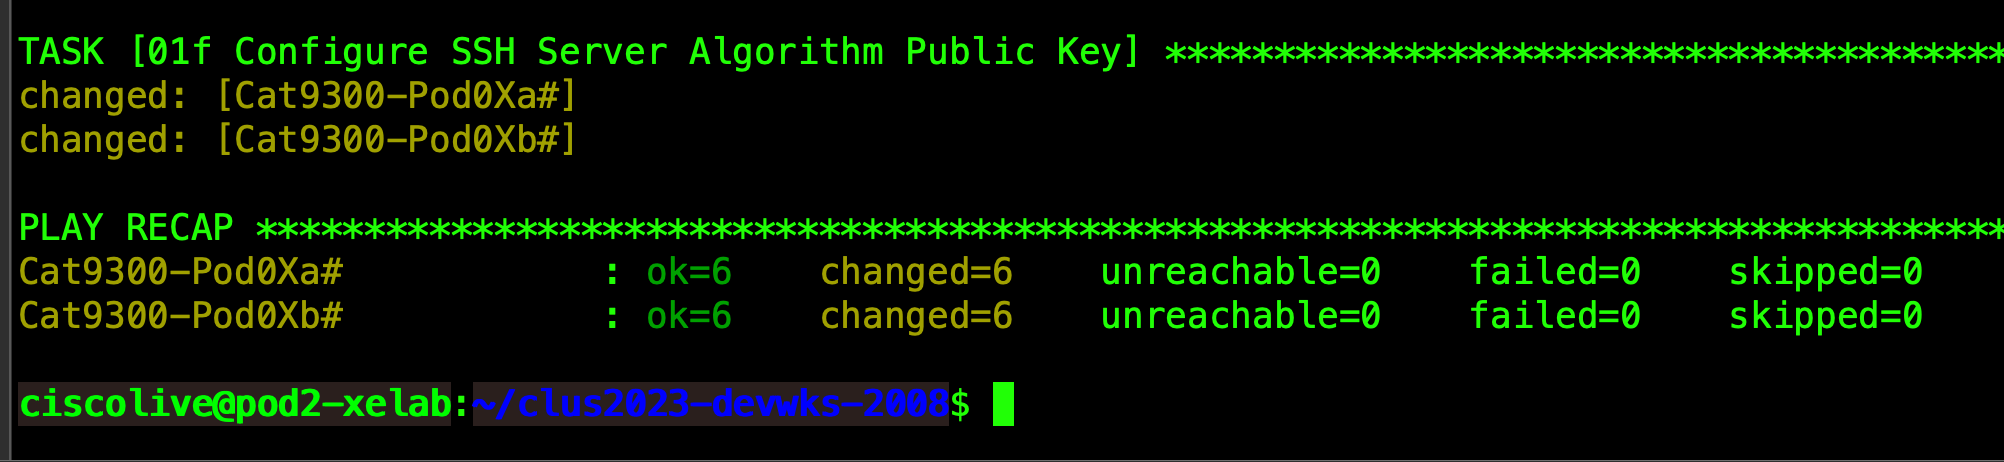 TASK [01f Configure SSH Server Algorithm Public Key] ***************************************
changed: [Cat9300-Pod0Xa#]
changed: [Cat9300-Pod0Xb#]
PLAY RECAP *********************************************************************************
Cat9300-Pod0Xa# : ok=6 changed=6 unreachable=0 failed=0 skipped=0
Cat9300-Pod0Xb# : ok=6 changed=6 unreachable=0 failed=0 skipped=0
ciscolive@pod2-xelab:~/clus2023-devwks-2008$